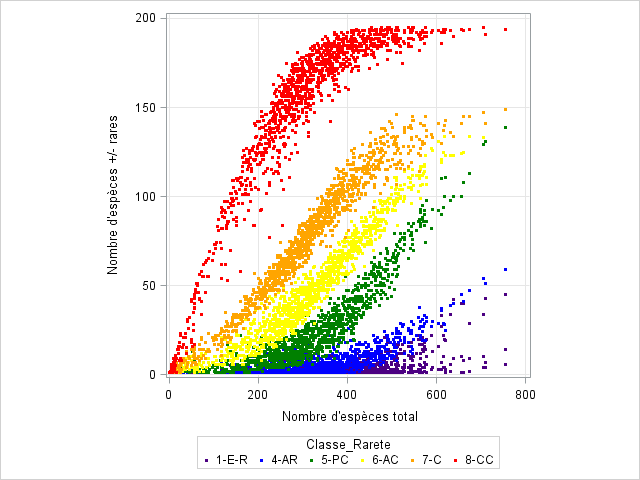 200
150
100
50
0
Nombre d'espèces +/- rares
0 200 400 600 800
Nombre d'espèces total
Classe_Rarete
1-E-R 4-AR 5-PC 6-AC 7-C 8-CC